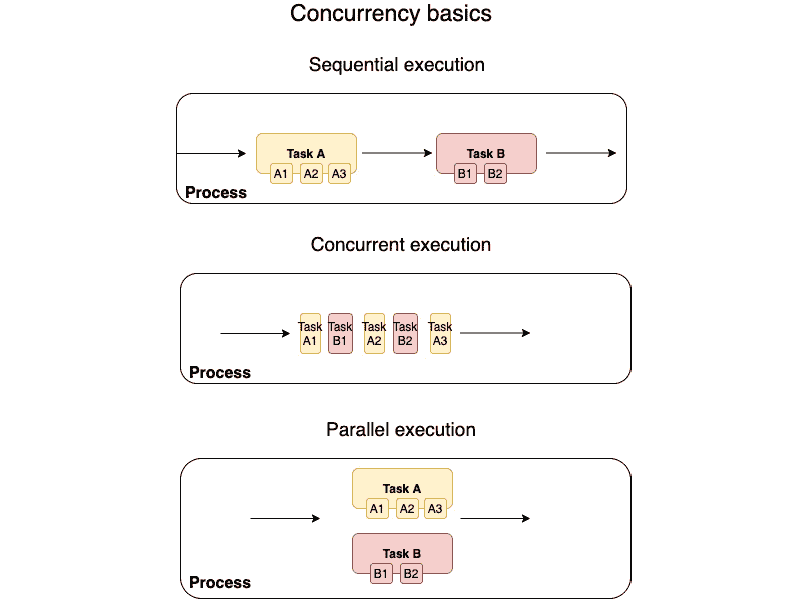 Concurrency basics
Sequential execution
Task A
A1 A2 A3
Task B
B1 B2
Process
Concurrent execution
Task Task Task Task Task
A1 B1 A2 B2 A3
Process
Parallel execution
Task A
A1 A2 A3
Task B
B1 B2
Process